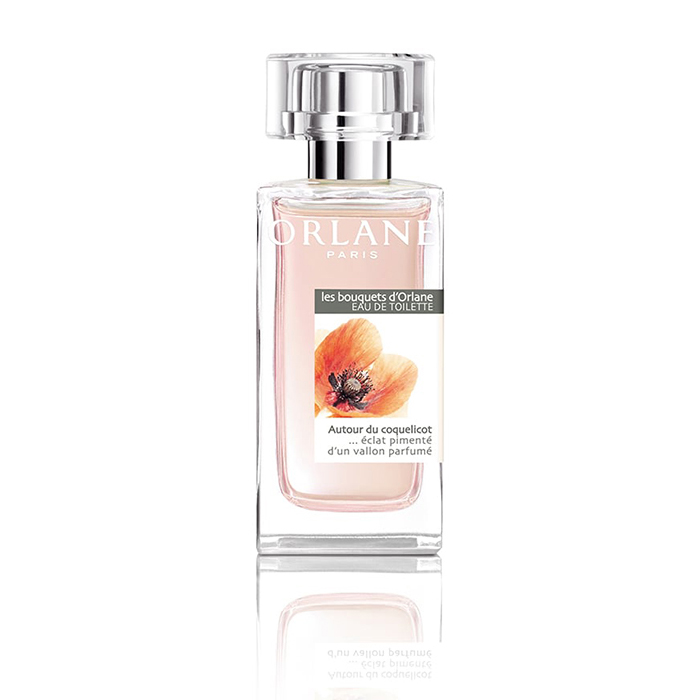 ORLANE
PARIS
les bouquets d'Orlane
EAU DE TOILETTE
Autour du coquelicot
... éclat pimenté
d'un vallon parfumé